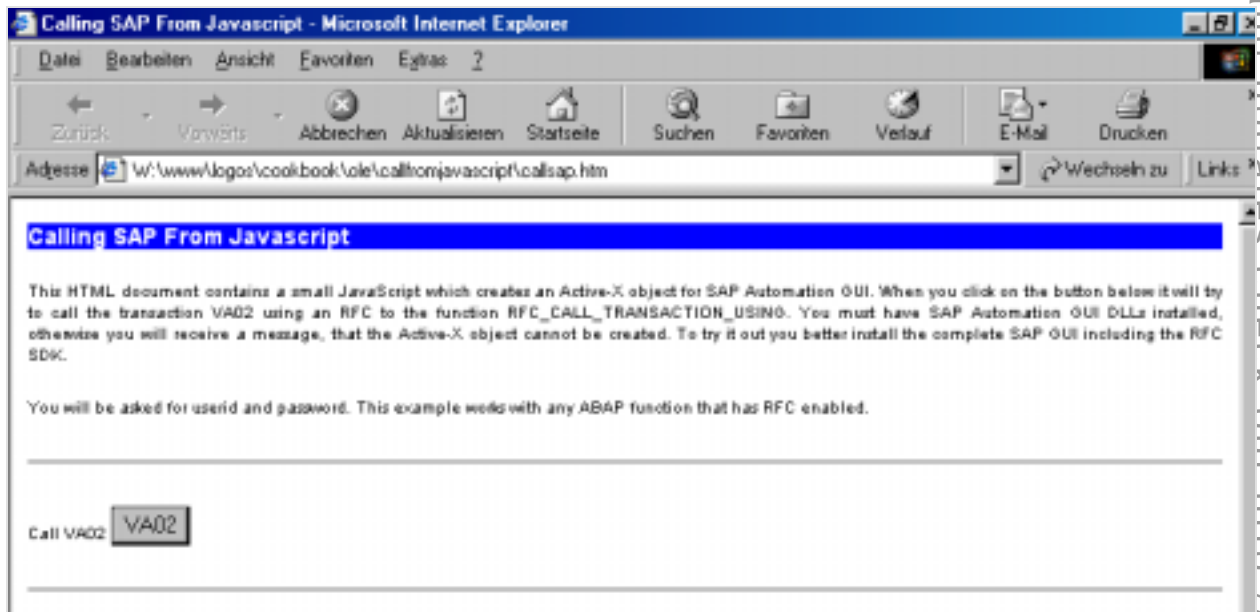 Calling SAP From Javascript - Microsoft Internet Explorer
Datei Bearbeiten Ansicht Favoriten Extras ?
Zurück Vorwärts Abbrechen Aktualisieren Startseite Suchen Favoriten Verlauf E-Mail Drucken
Adresse W:\www\logos\cookbook\ole\callfromjavascript\callsap.htm Wechseln zu Links
Calling SAP From Javascript
This HTML document contains a small JavaScript which creates an Active-X object for SAP Automation GUI. When you click on the button below it will try
to call the transaction VA02 using an RFC to the function RFC_CALL_TRANSACTION_USING. You must have SAP Automation GUI DLLs installed,
otherwise you will receive a message, that the Active-X object cannot be created. To try it out you better install the complete SAP GUI including the RFC
SDK.
You will be asked for userid and password. This example works with any ABAP function that has RFC enabled.
Call VA02 VA02